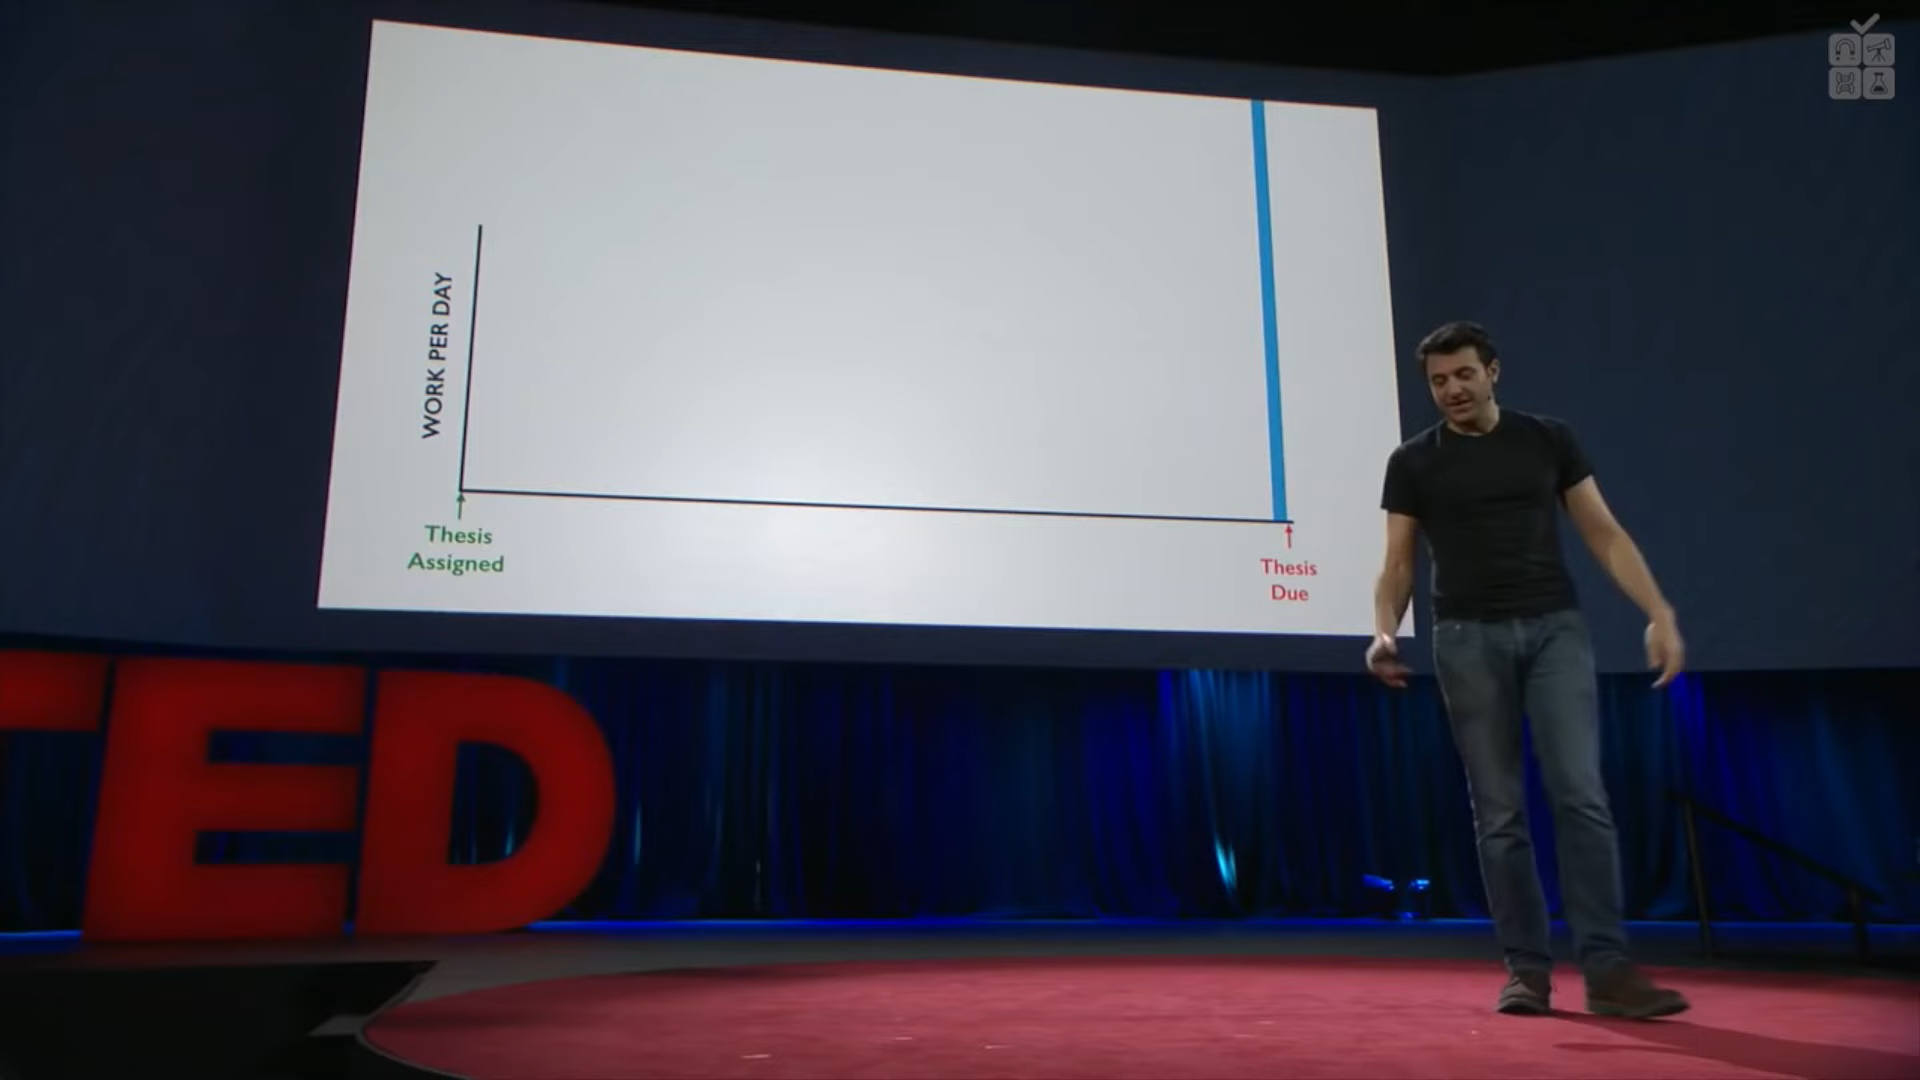 WORK PER DAY
Thesis
Assigned
Thesis
Due
TED